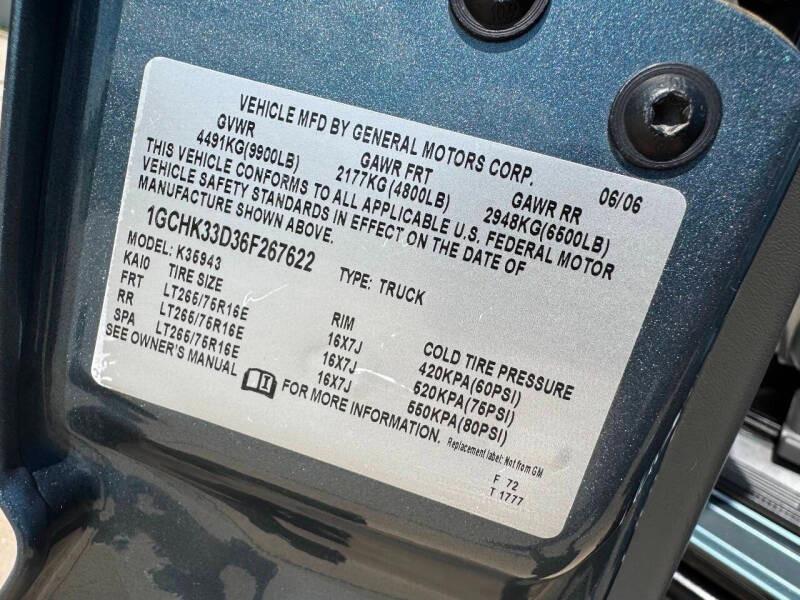 VEHICLE MFD BY GENERAL MOTORS CORP.
GVWR GAWR FRT GAWR RR 06/06
4491KG(9900LB) 2177KG(4800LB) 2948KG(6500LB)
THIS VEHICLE CONFORMS TO ALL APPLICABLE U.S. FEDERAL MOTOR
VEHICLE SAFETY STANDARDS IN EFFECT ON THE DATE OF
MANUFACTURE SHOWN ABOVE.
1GCHK33D36F267622
MODEL: K35943 TYPE: TRUCK
KAI0 TIRE SIZE RIM COLD TIRE PRESSURE
FRT LT265/75R16E 16X7J 420KPA(60PSI)
RR LT265/75R16E 16X7J 520KPA(75PSI)
SPA LT265/75R16E 16X7J 550KPA(80PSI)
SEE OWNER'S MANUAL FOR MORE INFORMATION.
Replacement label: Not from GM
F 72
T 1777